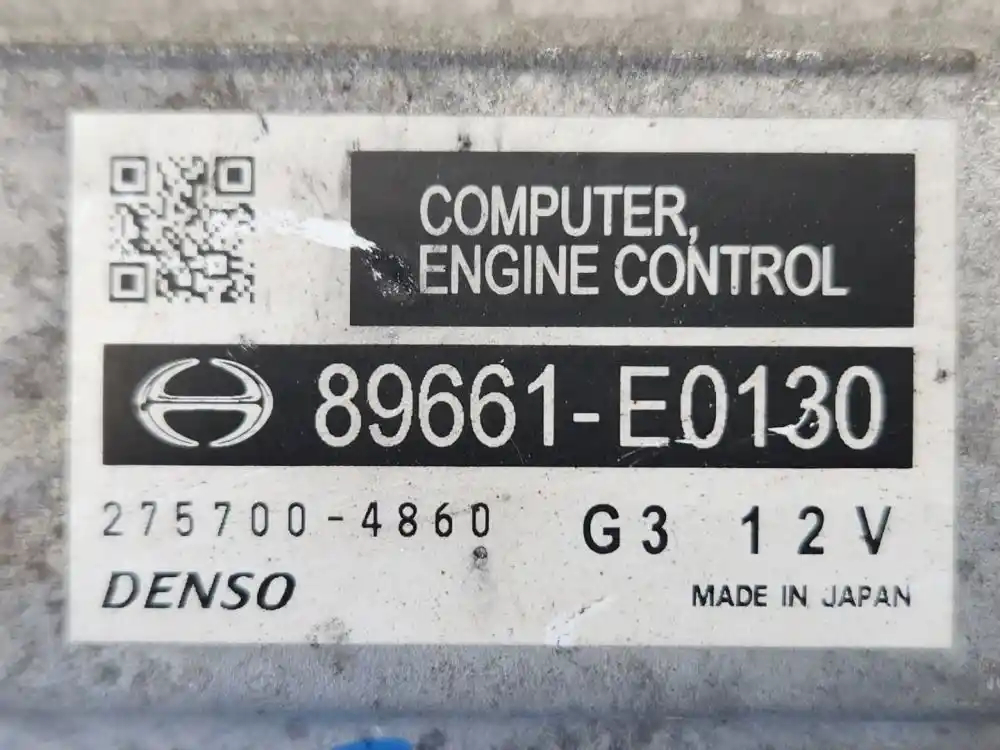 COMPUTER,
ENGINE CONTROL
89661-E0130
275700-4860 G3 12V
DENSO MADE IN JAPAN